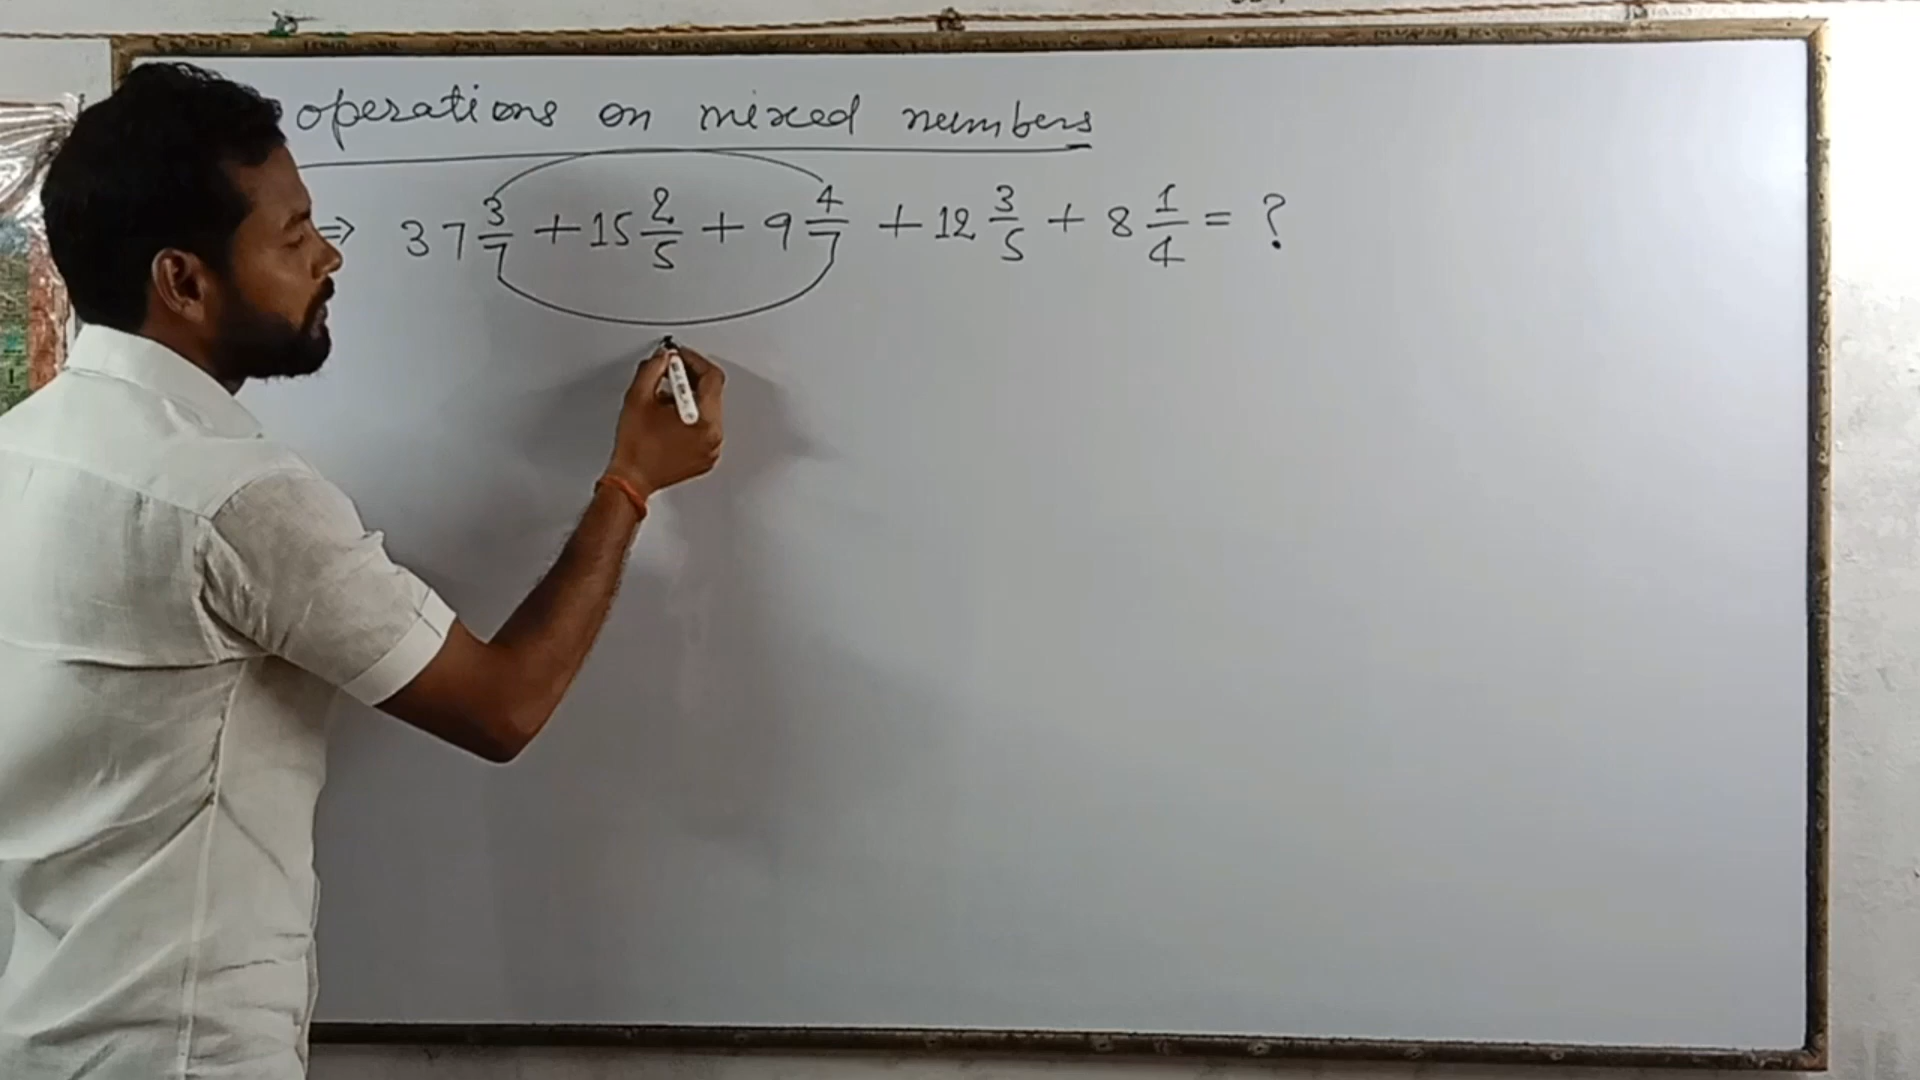 operations on mixed numbers
⇒ 37 3/7 + 15 2/5 + 9 4/7 + 12 3/5 + 8 1/4 = ?